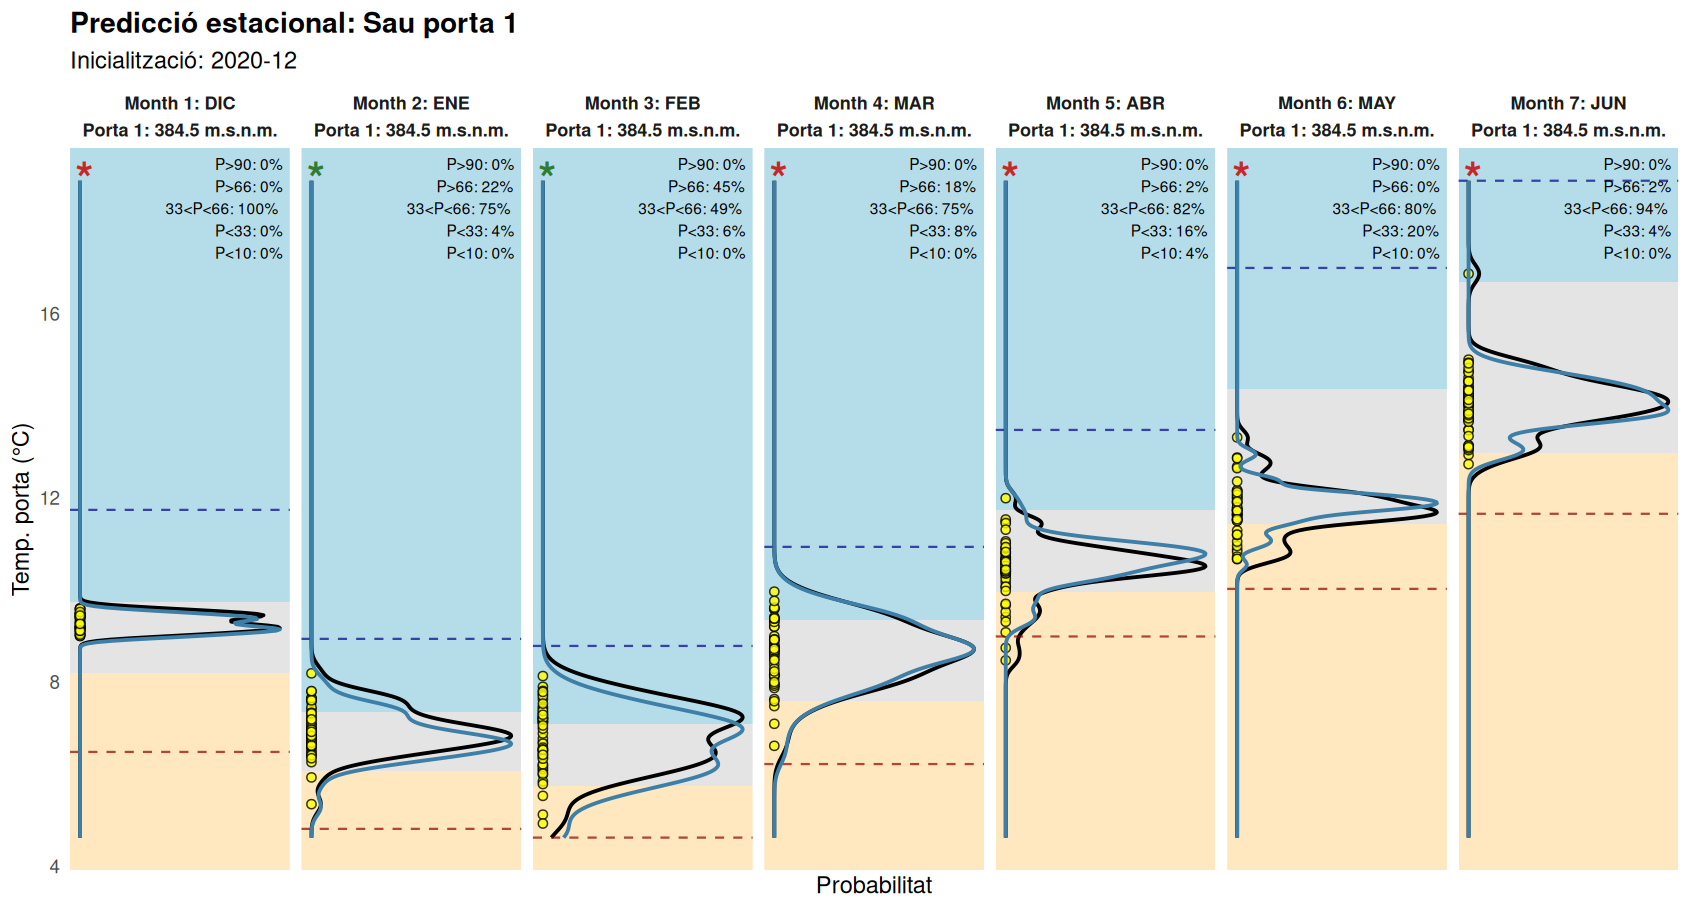 Predicció estacional: Sau porta 1
Inicialització: 2020-12
Month 1: DIC
Porta 1: 384.5 m.s.n.m.
Month 2: ENE
Porta 1: 384.5 m.s.n.m.
Month 3: FEB
Porta 1: 384.5 m.s.n.m.
Month 4: MAR
Porta 1: 384.5 m.s.n.m.
Month 5: ABR
Porta 1: 384.5 m.s.n.m.
Month 6: MAY
Porta 1: 384.5 m.s.n.m.
Month 7: JUN
Porta 1: 384.5 m.s.n.m.
*
P>90: 0%
P>66: 0%
33<P<66: 100%
P<33: 0%
P<10: 0%
*
P>90: 0%
P>66: 22%
33<P<66: 75%
P<33: 4%
P<10: 0%
*
P>90: 0%
P>66: 45%
33<P<66: 49%
P<33: 6%
P<10: 0%
*
P>90: 0%
P>66: 18%
33<P<66: 75%
P<33: 8%
P<10: 0%
*
P>90: 0%
P>66: 2%
33<P<66: 82%
P<33: 16%
P<10: 4%
*
P>90: 0%
P>66: 0%
33<P<66: 80%
P<33: 20%
P<10: 0%
*
P>90: 0%
P>66: 2%
33<P<66: 94%
P<33: 4%
P<10: 0%
Temp. porta (°C)
16
12
8
4
Probabilitat